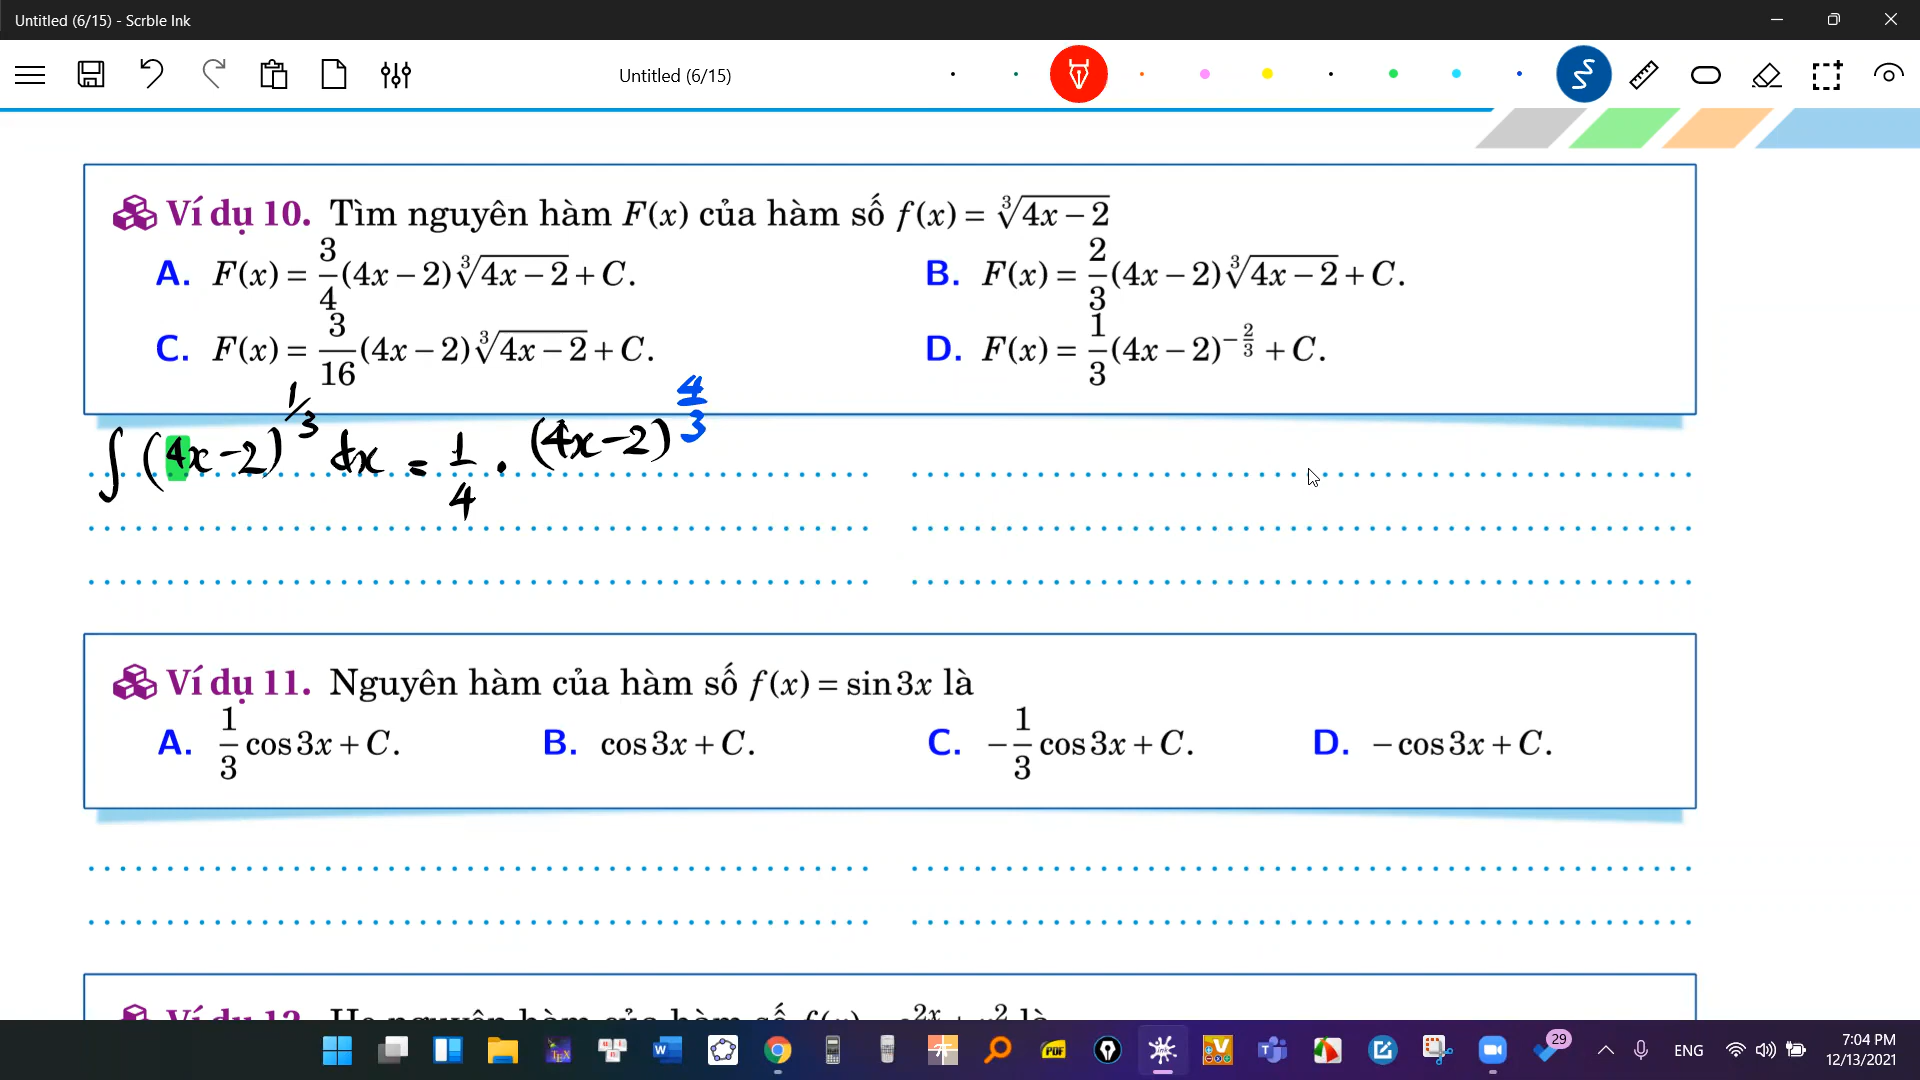 Untitled (6/15) - Scrble Ink
Untitled (6/15)
Ví dụ 10. Tìm nguyên hàm F(x) của hàm số f(x) = ∛(4x − 2)
A. F(x) = 3/4 (4x − 2)∛(4x − 2) + C.
B. F(x) = 2/3 (4x − 2)∛(4x − 2) + C.
C. F(x) = 3/16 (4x − 2)∛(4x − 2) + C.
D. F(x) = 1/3 (4x − 2)^(−2/3) + C.
∫ (4x − 2)^(1/3) dx = 1/4 . (4x − 2)^(4/3)
Ví dụ 11. Nguyên hàm của hàm số f(x) = sin 3x là
A. 1/3 cos 3x + C.
B. cos 3x + C.
C. − 1/3 cos 3x + C.
D. − cos 3x + C.
29
ENG
7:04 PM
12/13/2021